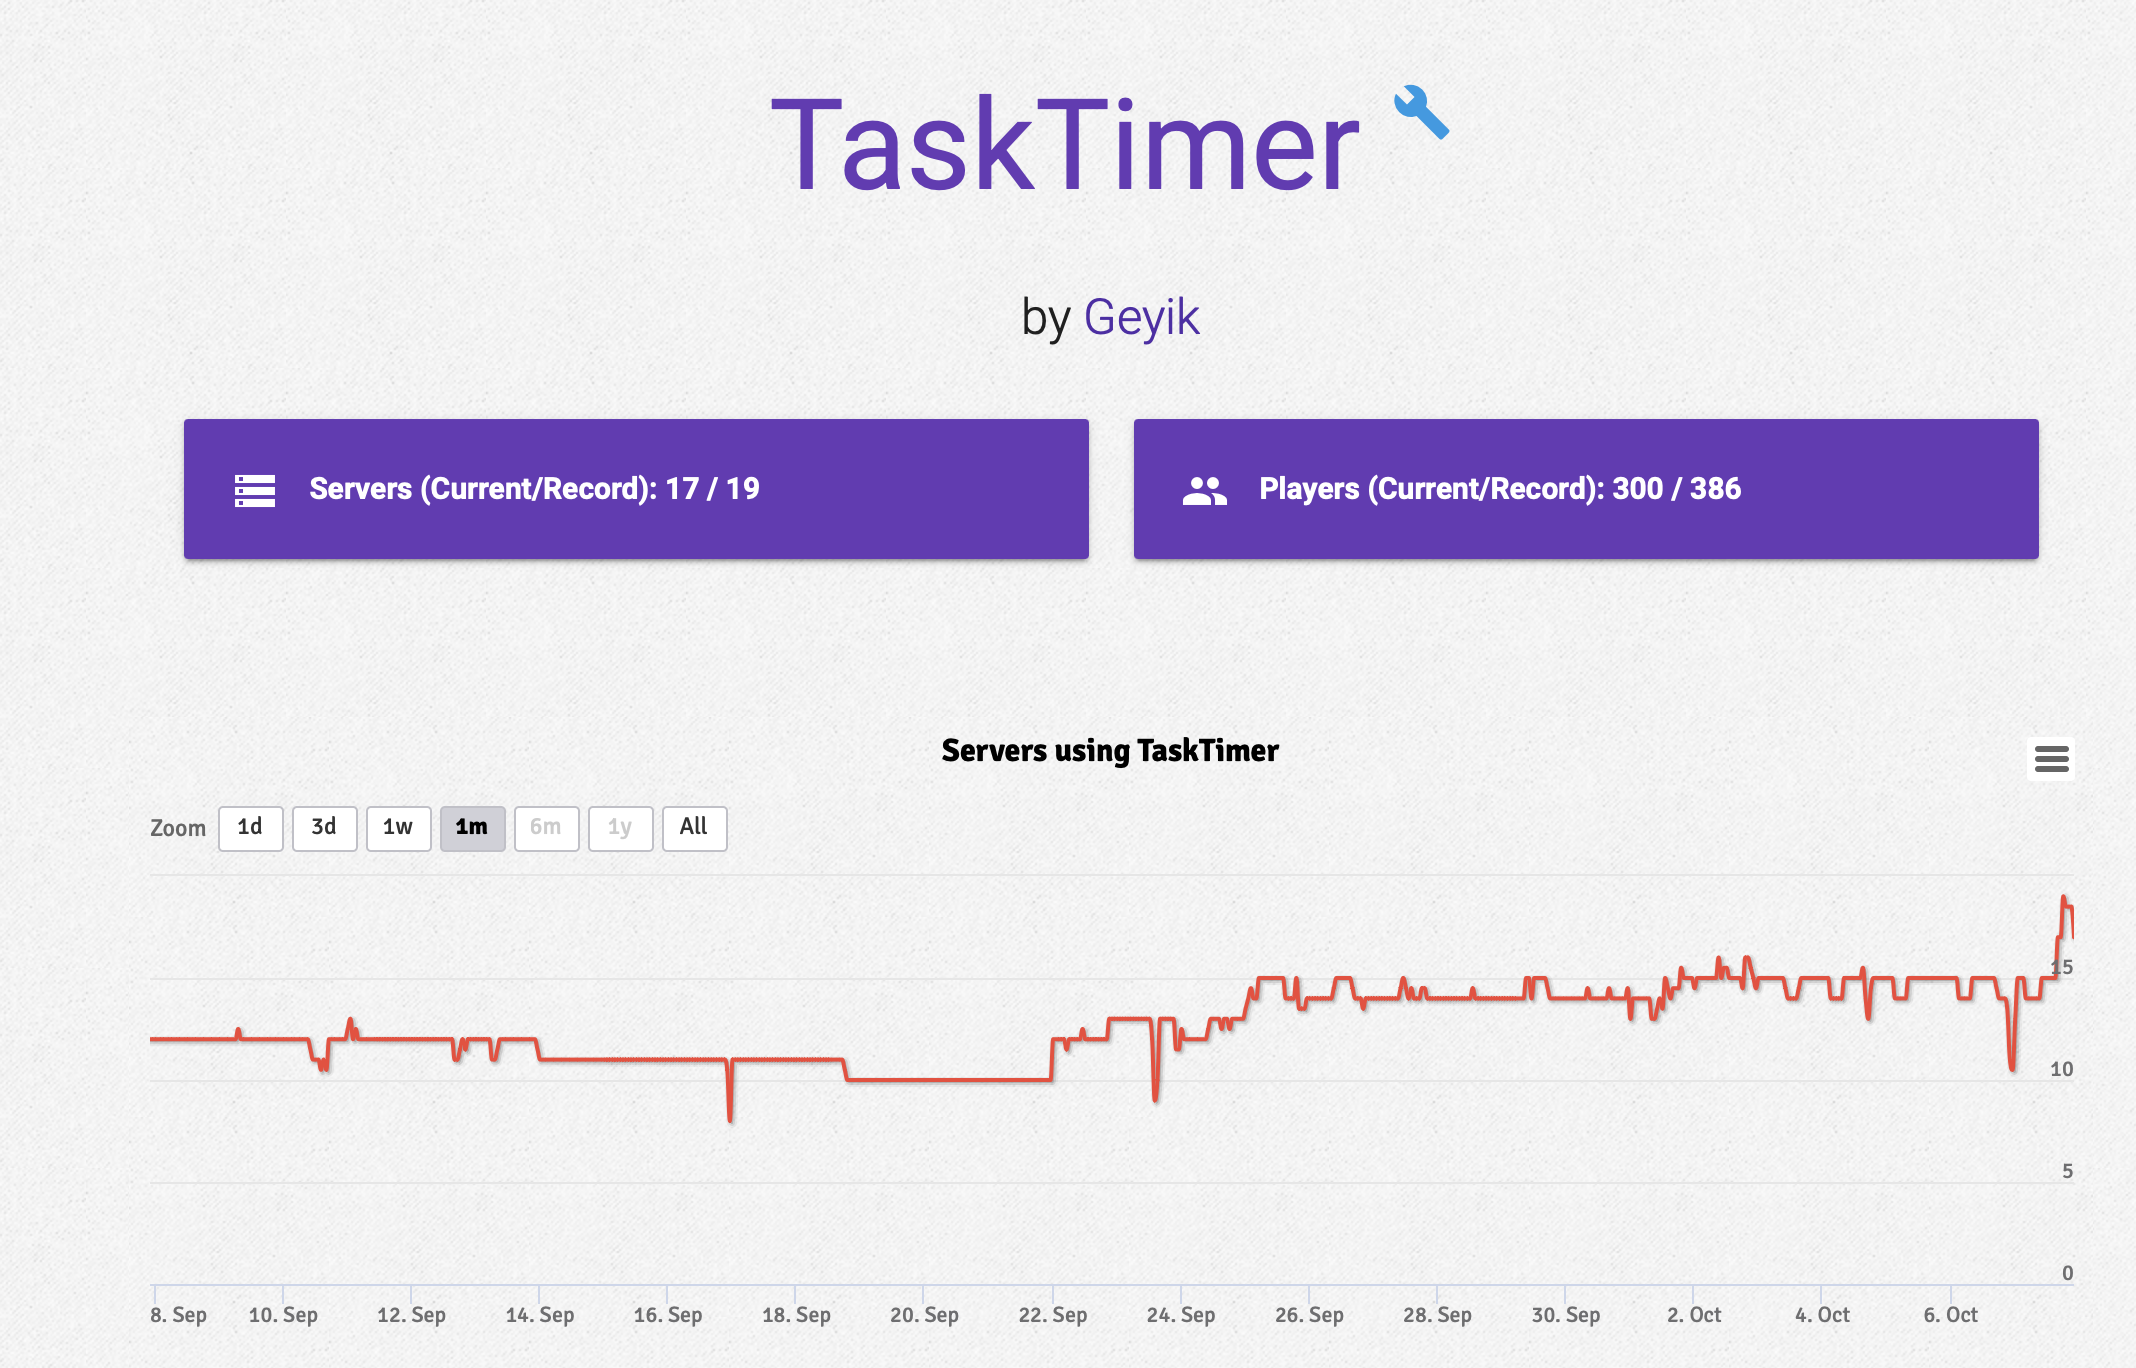 TaskTimer
by Geyik
Servers (Current/Record): 17 / 19
Players (Current/Record): 300 / 386
Servers using TaskTimer
Zoom 1d 3d 1w 1m 6m 1y All
15
10
5
0
8. Sep 10. Sep 12. Sep 14. Sep 16. Sep 18. Sep 20. Sep 22. Sep 24. Sep 26. Sep 28. Sep 30. Sep 2. Oct 4. Oct 6. Oct